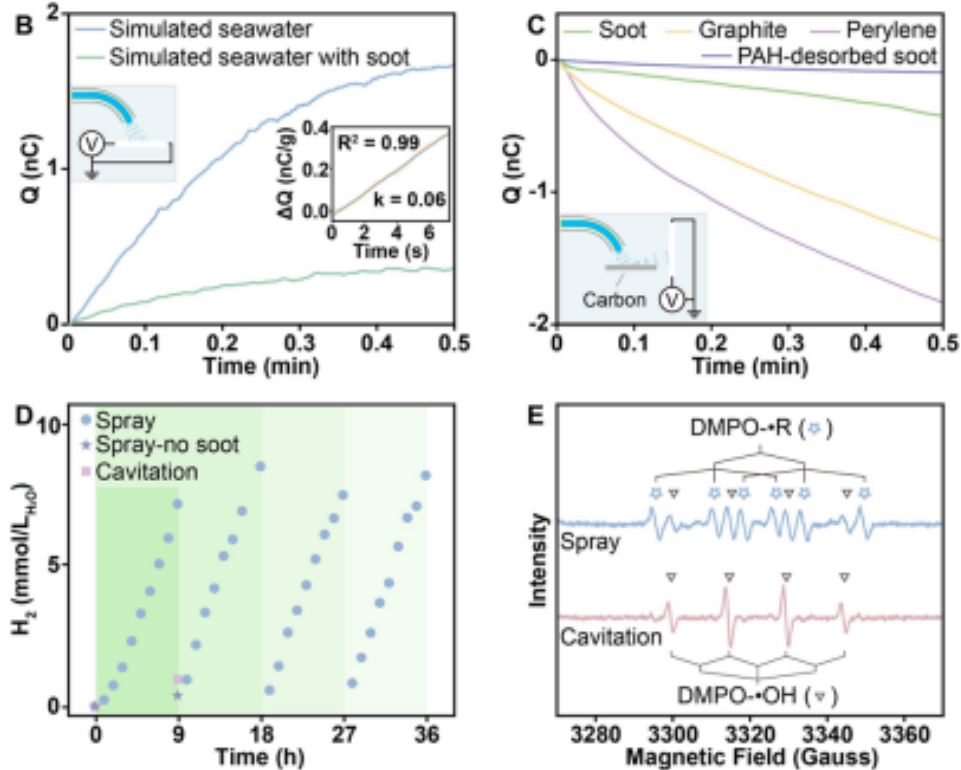 B
Simulated seawater
Simulated seawater with soot
2
1
0
Q (nC)
V
R² = 0.99
k = 0.06
0.4
0.2
0.0
ΔQ (nC/g)
0 2 4 6
Time (s)
0 0.1 0.2 0.3 0.4 0.5
Time (min)
C
Soot Graphite Perylene
PAH-desorbed soot
0
-1
-2
Q (nC)
Carbon
V
0 0.1 0.2 0.3 0.4 0.5
Time (min)
D
Spray
Spray-no soot
Cavitation
10
5
0
H₂ (mmol/L_H₂O)
0 9 18 27 36
Time (h)
E
DMPO-•R ( )
Spray
Cavitation
DMPO-•OH ( )
Intensity
3280 3300 3320 3340 3360
Magnetic Field (Gauss)